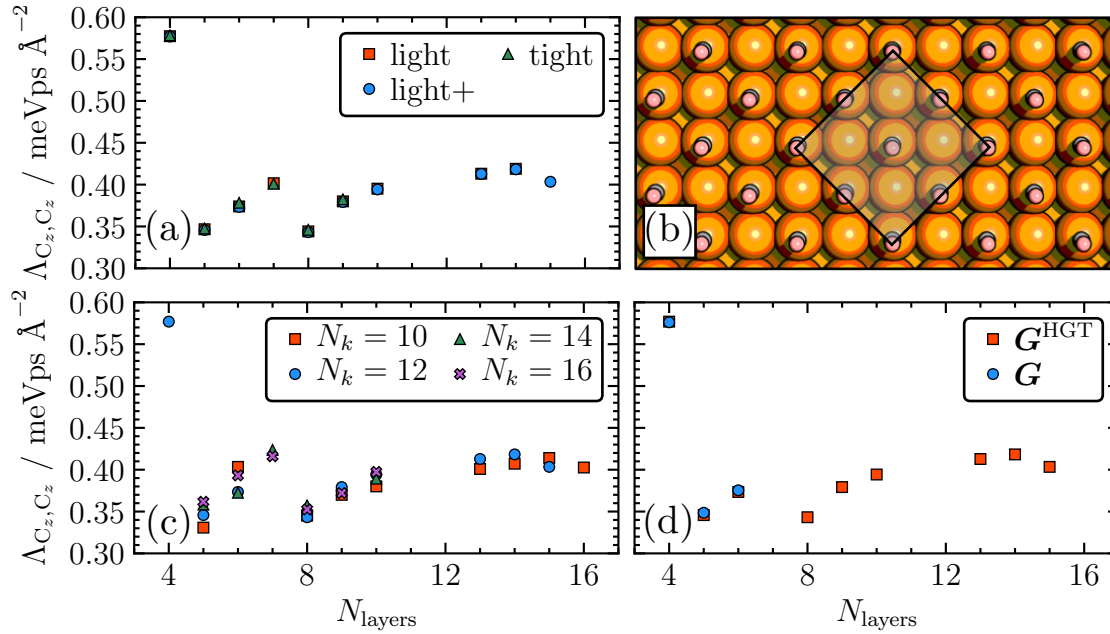 Λ_{C_z,C_z} / meVps Å⁻²
0.60
0.55
0.50
0.45
0.40
0.35
0.30
light
tight
light+
(a)
(b)
Λ_{C_z,C_z} / meVps Å⁻²
0.60
0.55
0.50
0.45
0.40
0.35
0.30
N_k = 10
N_k = 14
N_k = 12
N_k = 16
(c)
4 8 12 16
N_layers
G^HGT
G
(d)
4 8 12 16
N_layers